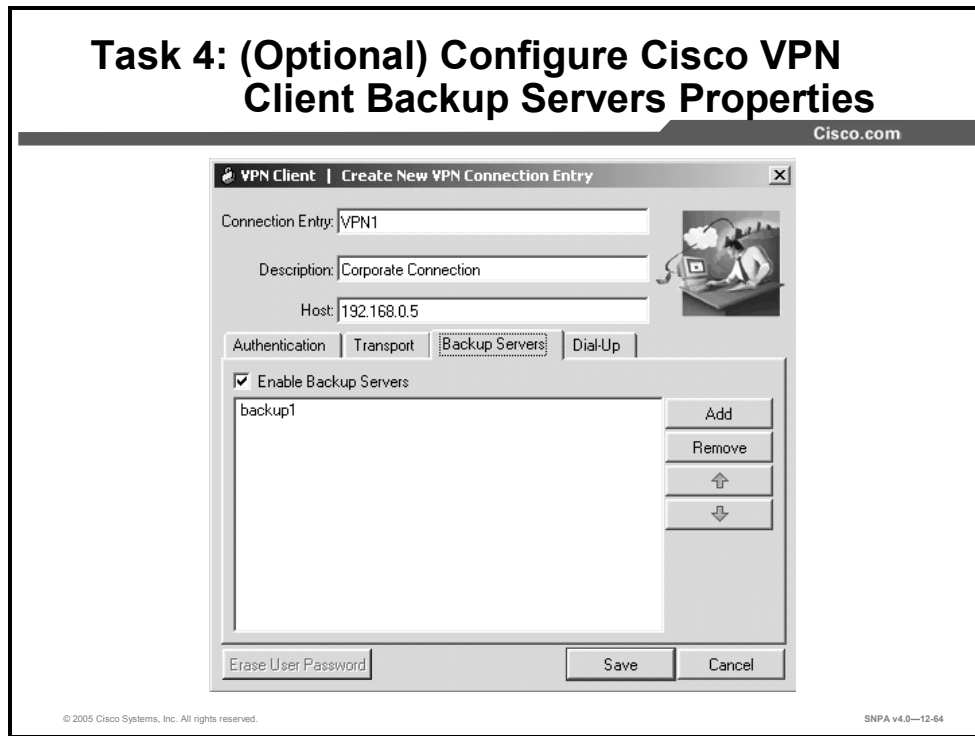 Task 4: (Optional) Configure Cisco VPN
Client Backup Servers Properties
Cisco.com
VPN Client | Create New VPN Connection Entry
Connection Entry: VPN1
Description: Corporate Connection
Host: 192.168.0.5
Authentication Transport Backup Servers Dial-Up
Enable Backup Servers
backup1
Add
Remove
Erase User Password Save Cancel
© 2005 Cisco Systems, Inc. All rights reserved. SNPA v4.0—12-64